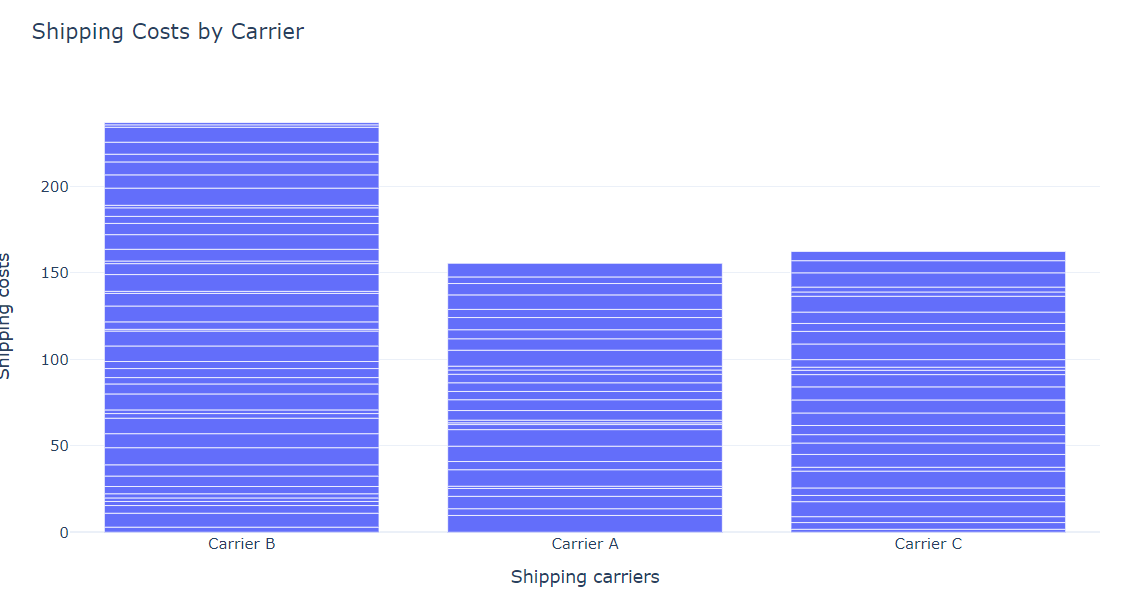 Shipping Costs by Carrier
Shipping costs
200
150
100
50
0
Carrier B
Carrier A
Carrier C
Shipping carriers